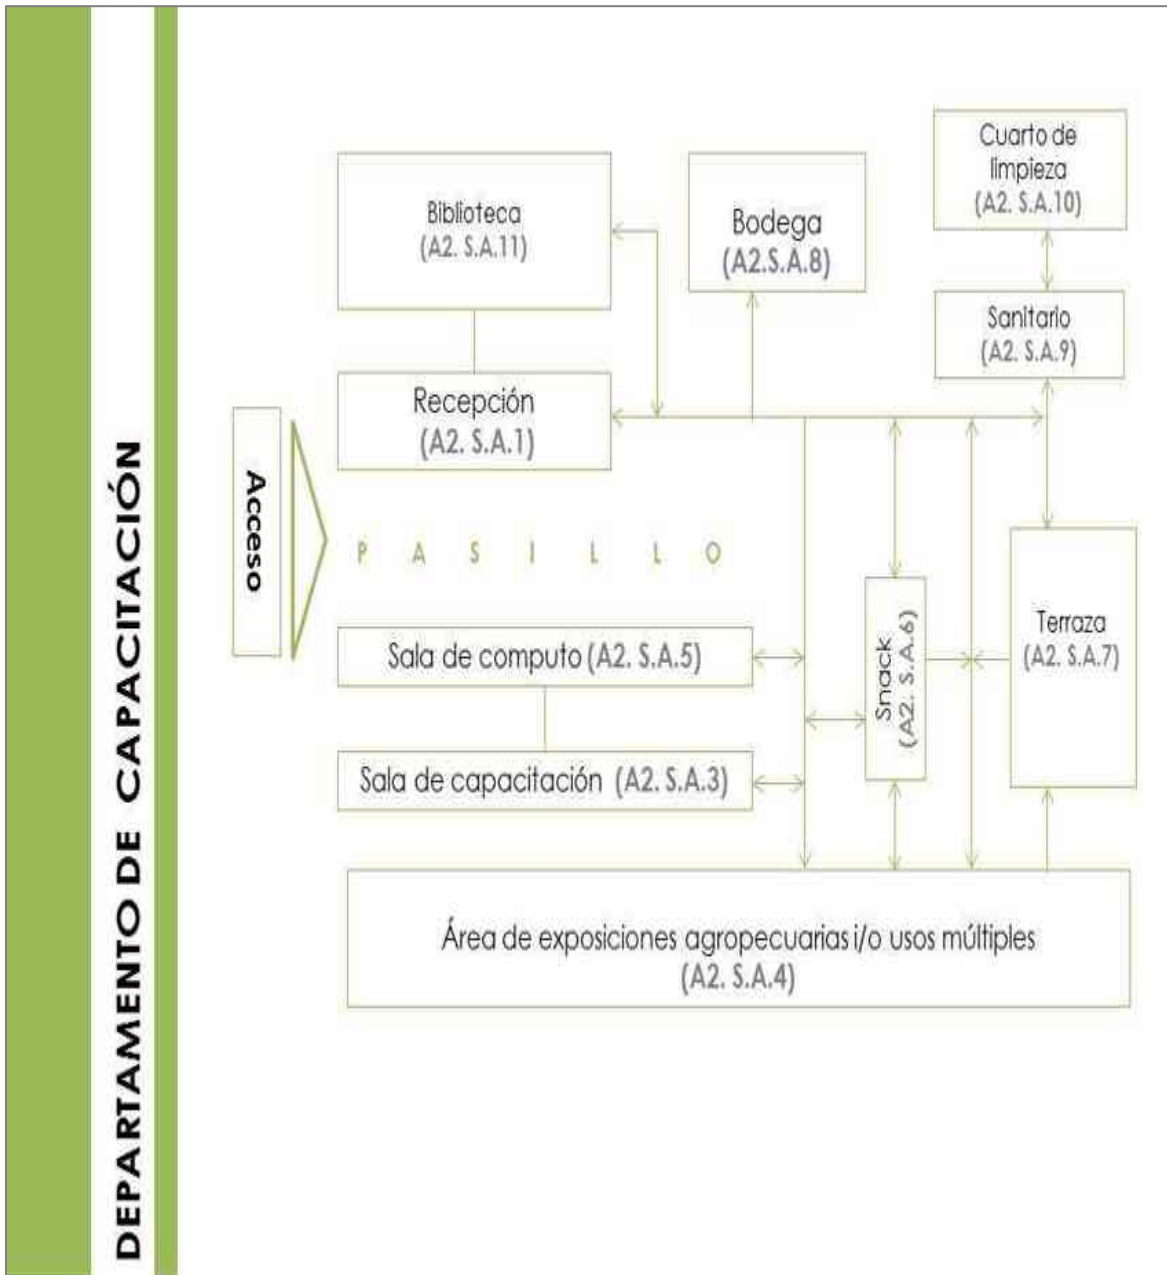 DEPARTAMENTO DE CAPACITACIÓN
Acceso
Biblioteca
(A2. S.A.11)
Bodega
(A2.S.A.8)
Cuarto de
limpieza
(A2. S.A.10)
Sanitario
(A2. S.A.9)
Recepción
(A2. S.A.1)
P A S I L L O
Sala de computo (A2. S.A.5)
Sala de capacitación (A2. S.A.3)
Snack
(A2. S.A.6)
Terraza
(A2. S.A.7)
Área de exposiciones agropecuarias i/o usos múltiples
(A2. S.A.4)